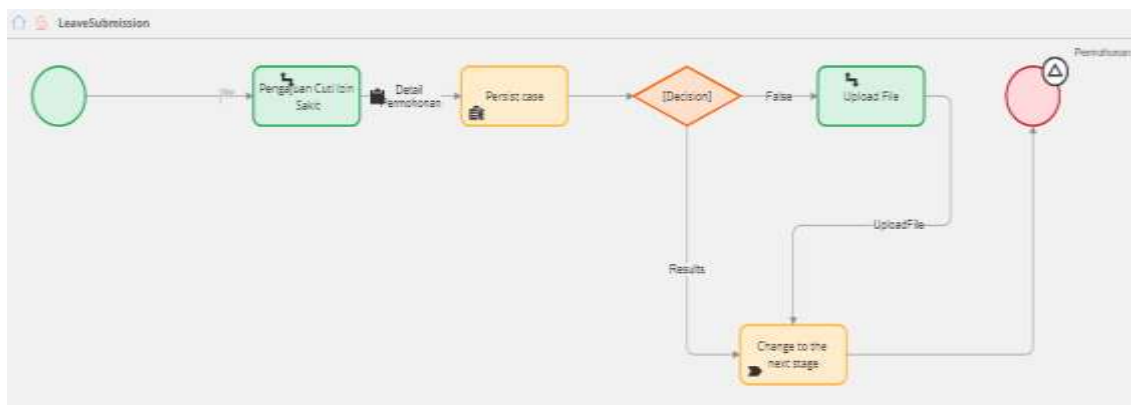 LeaveSubmission
Permohonan
Pengajuan Cuti Izin
Sakit
Detail
Permohonan
Persist case
[Decision]
False
Upload File
UploadFile
Results
Change to the
next stage